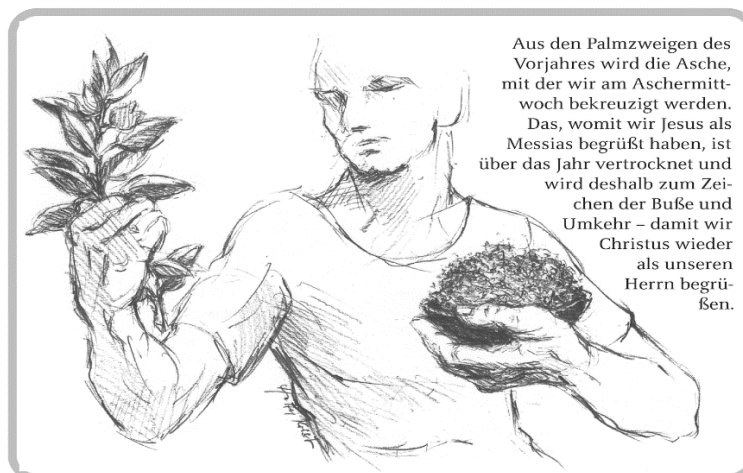 Aus den Palmzweigen des
Vorjahres wird die Asche,
mit der wir am Aschermitt-
woch bekreuzigt werden.
Das, womit wir Jesus als
Messias begrüßt haben, ist
über das Jahr vertrocknet und
wird deshalb zum Zei-
chen der Buße und
Umkehr – damit wir
Christus wieder
als unseren
Herrn begrü-
ßen.